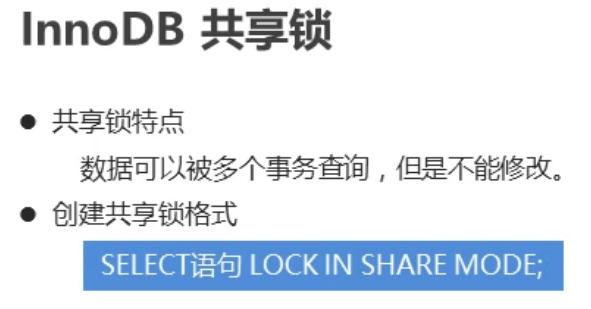 InnoDB 共享锁
● 共享锁特点
数据可以被多个事务查询，但是不能修改。
● 创建共享锁格式
SELECT语句 LOCK IN SHARE MODE;